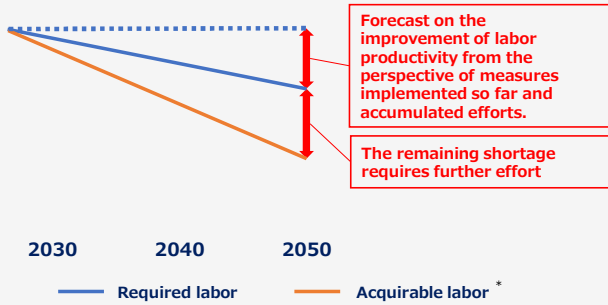 Forecast on the
improvement of labor
productivity from the
perspective of measures
implemented so far and
accumulated efforts.
The remaining shortage
requires further effort
2030 2040 2050
Required labor Acquirable labor *